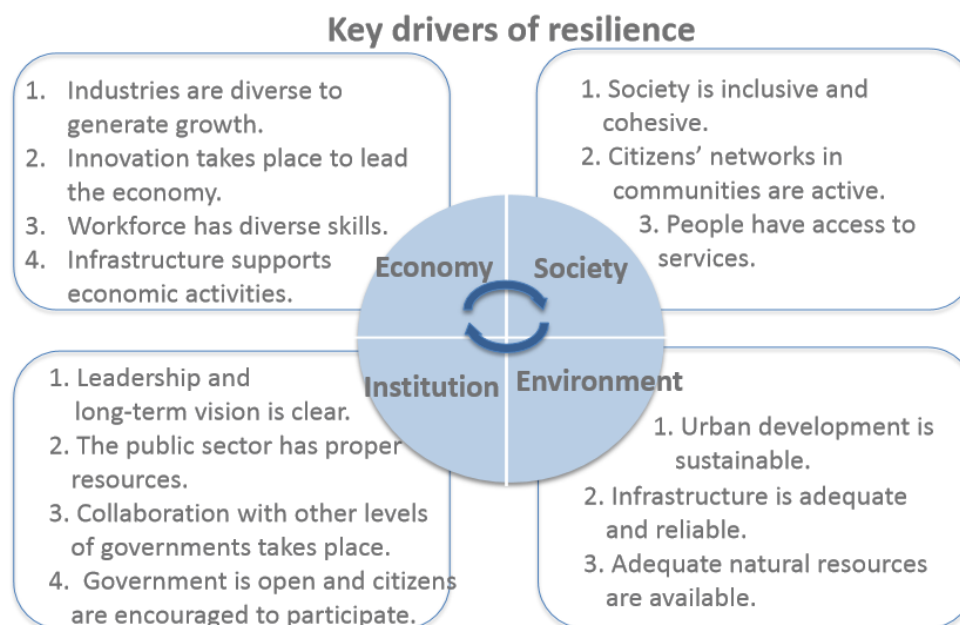 Key drivers of resilience
1. Industries are diverse to
generate growth.
2. Innovation takes place to lead
the economy.
3. Workforce has diverse skills.
4. Infrastructure supports
economic activities.
1. Society is inclusive and
cohesive.
2. Citizens’ networks in
communities are active.
3. People have access to
services.
Economy
Society
Institution
Environment
1. Leadership and
long-term vision is clear.
2. The public sector has proper
resources.
3. Collaboration with other levels
of governments takes place.
4. Government is open and citizens
are encouraged to participate.
1. Urban development is
sustainable.
2. Infrastructure is adequate
and reliable.
3. Adequate natural resources
are available.